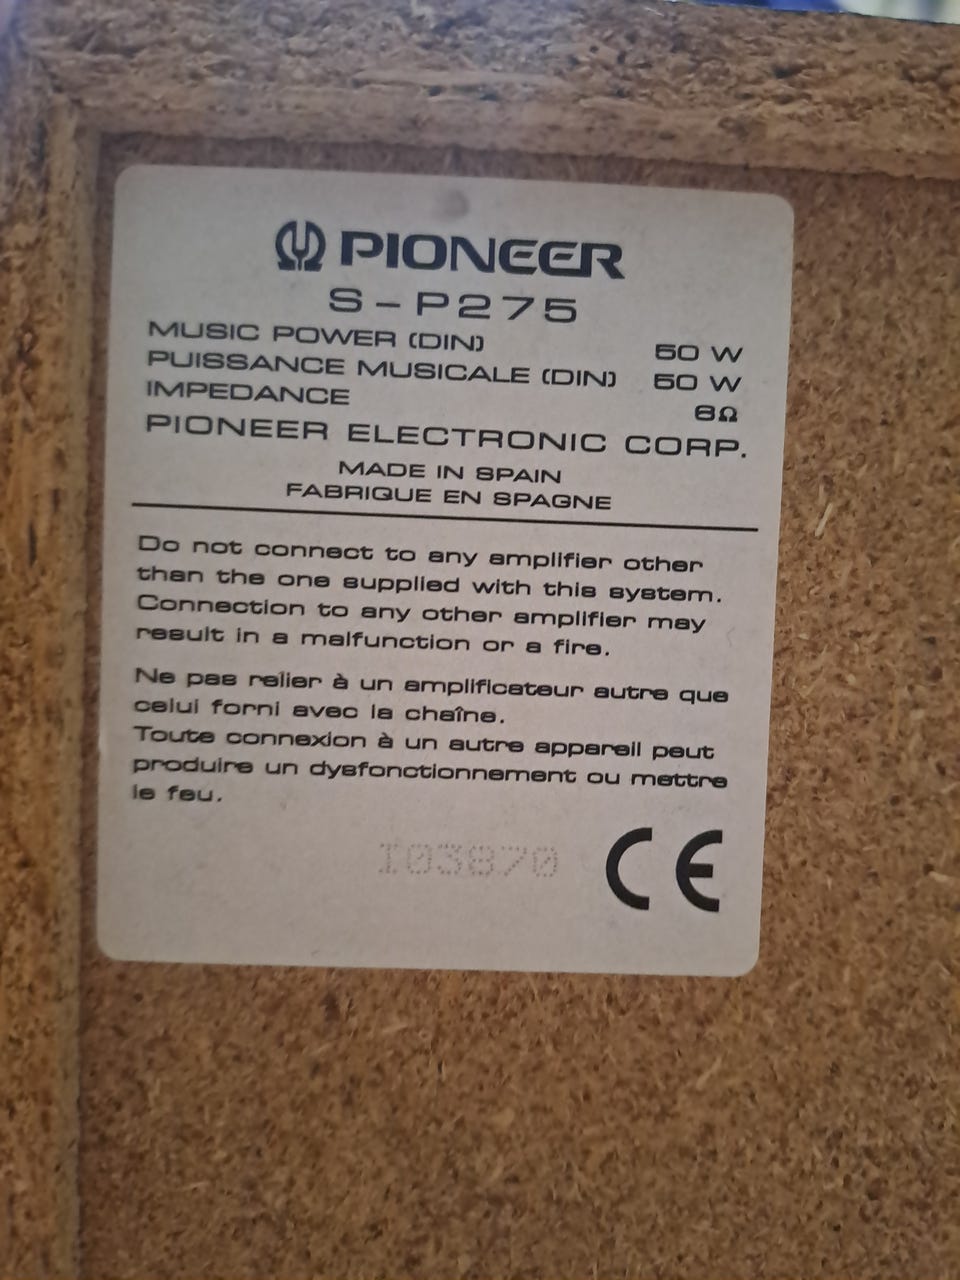 PIONEER
S-P275
MUSIC POWER (DIN) 50 W
PUISSANCE MUSICALE (DIN) 50 W
IMPEDANCE 6Ω
PIONEER ELECTRONIC CORP.
MADE IN SPAIN
FABRIQUE EN SPAGNE
Do not connect to any amplifier other
than the one supplied with this system.
Connection to any other amplifier may
result in a malfunction or a fire.
Ne pas relier à un amplificateur autre que
celui forni avec la chaîne.
Toute connexion à un autre appareil peut
produire un dysfonctionnement ou mettre
le feu.
I03870
CE